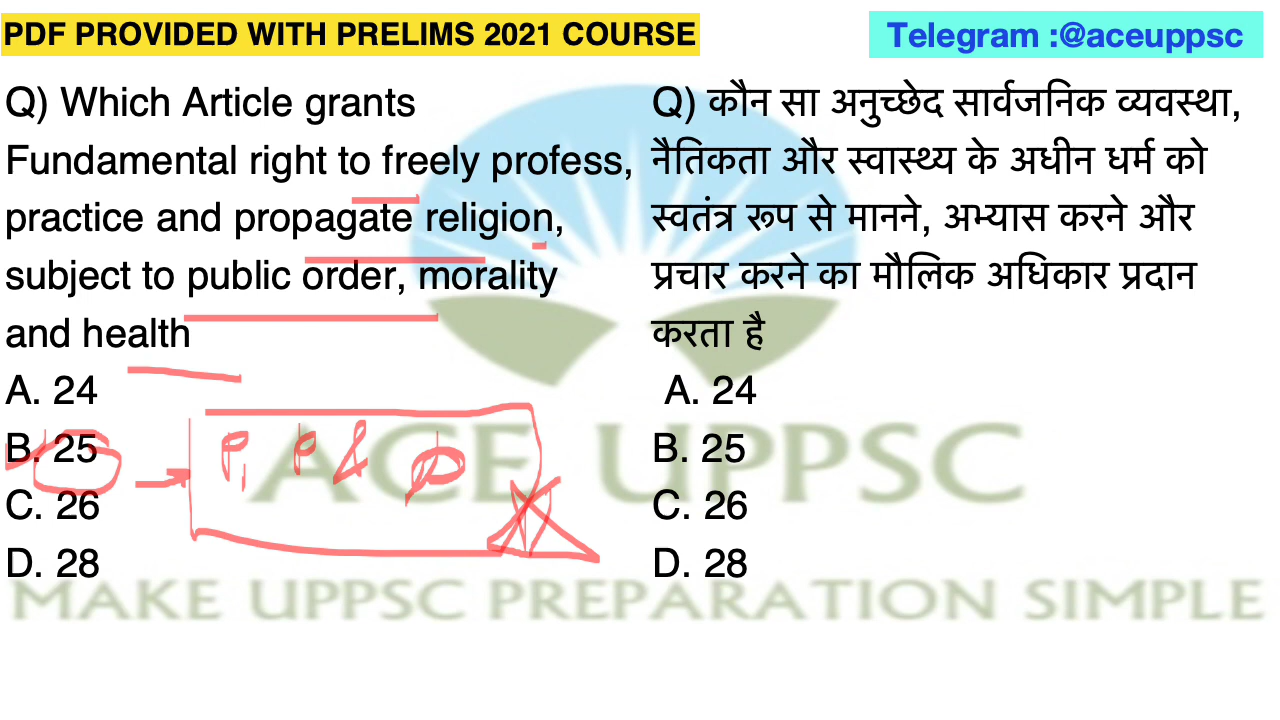 PDF PROVIDED WITH PRELIMS 2021 COURSE
Telegram :@aceuppsc
Q) Which Article grants
Fundamental right to freely profess,
practice and propagate religion,
subject to public order, morality
and health
A. 24
B. 25
C. 26
D. 28
P, P & P
Q) कौन सा अनुच्छेद सार्वजनिक व्यवस्था,
नैतिकता और स्वास्थ्य के अधीन धर्म को
स्वतंत्र रूप से मानने, अभ्यास करने और
प्रचार करने का मौलिक अधिकार प्रदान
करता है
A. 24
B. 25
C. 26
D. 28
ACE UPPSC
MAKE UPPSC PREPARATION SIMPLE